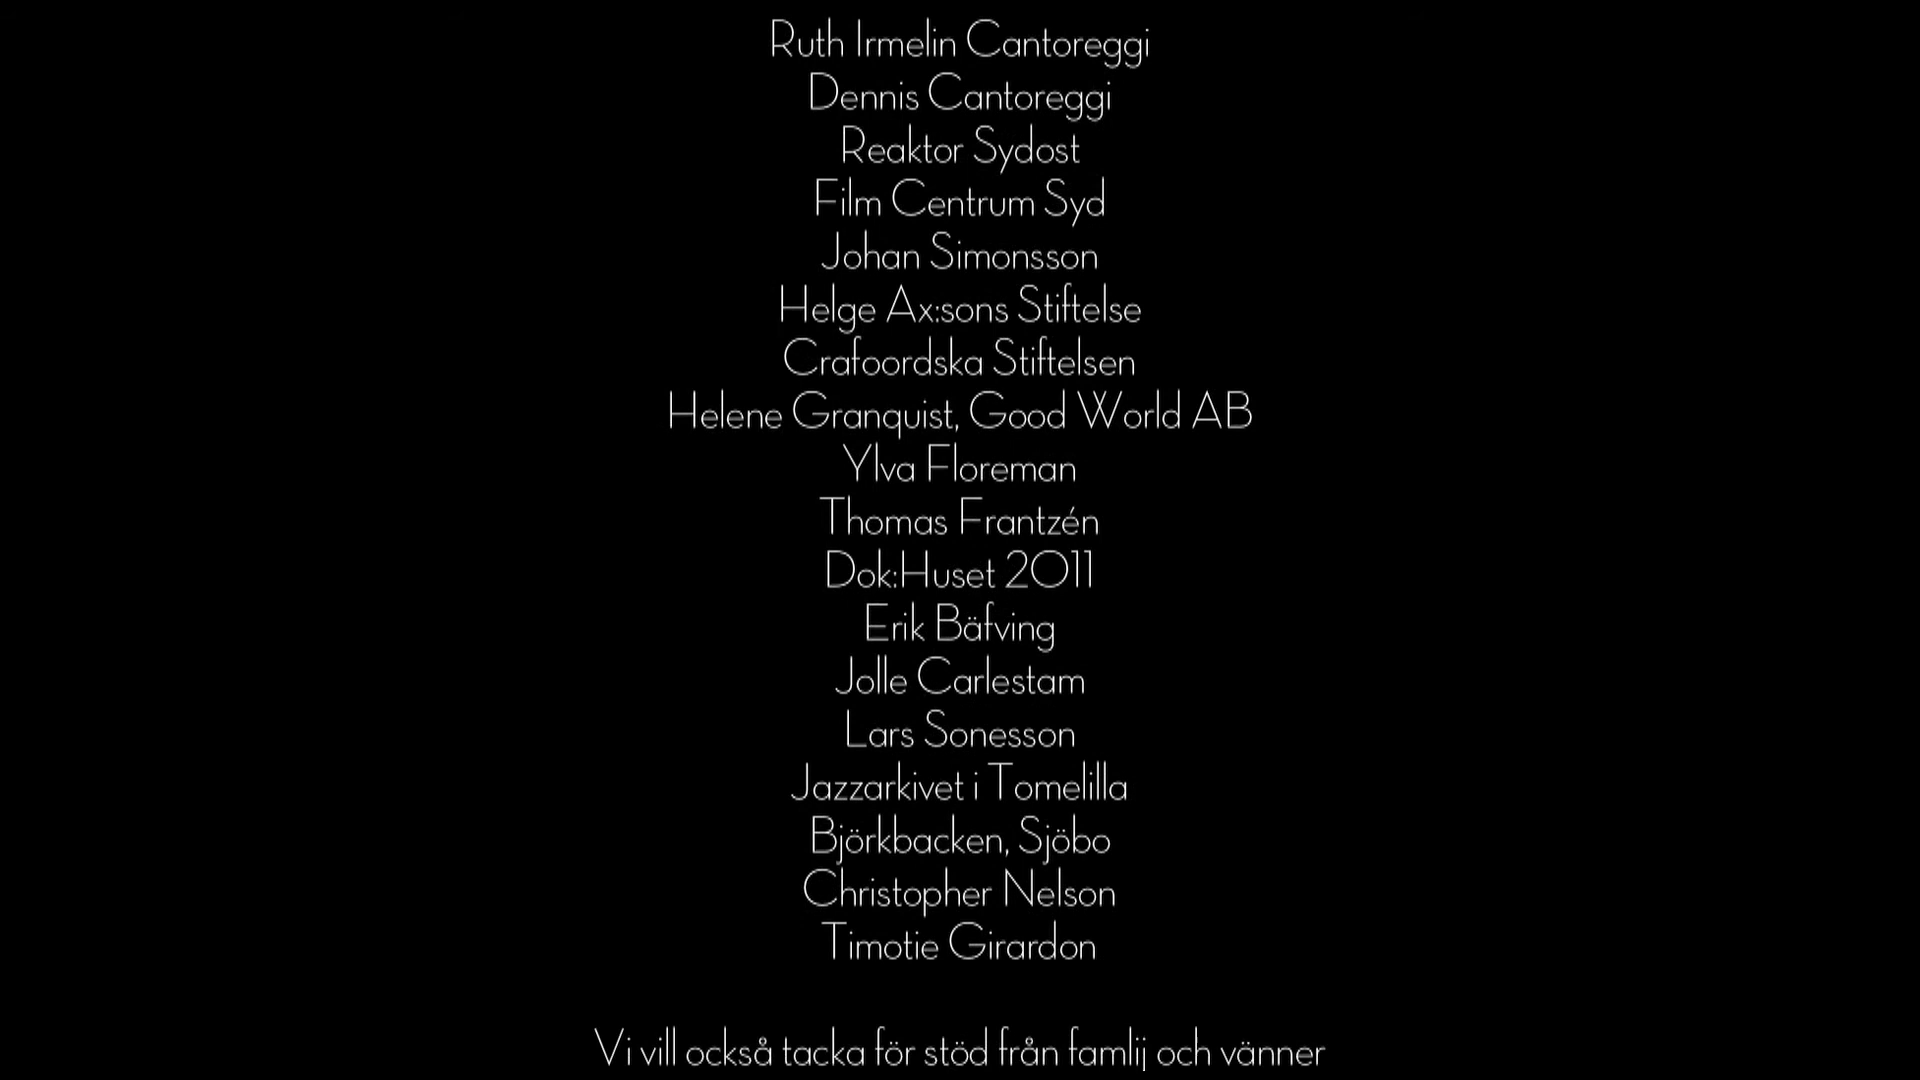 Ruth Irmelin Cantoreggi
Dennis Cantoreggi
Reaktor Sydost
Film Centrum Syd
Johan Simonsson
Helge Ax:sons Stiftelse
Crafoordska Stiftelsen
Helene Granquist, Good World AB
Ylva Floreman
Thomas Frantzén
Dok:Huset 2011
Erik Bäfving
Jolle Carlestam
Lars Sonesson
Jazzarkivet i Tomelilla
Björkbacken, Sjöbo
Christopher Nelson
Timotie Girardon
Vi vill också tacka för stöd från famlij och vänner